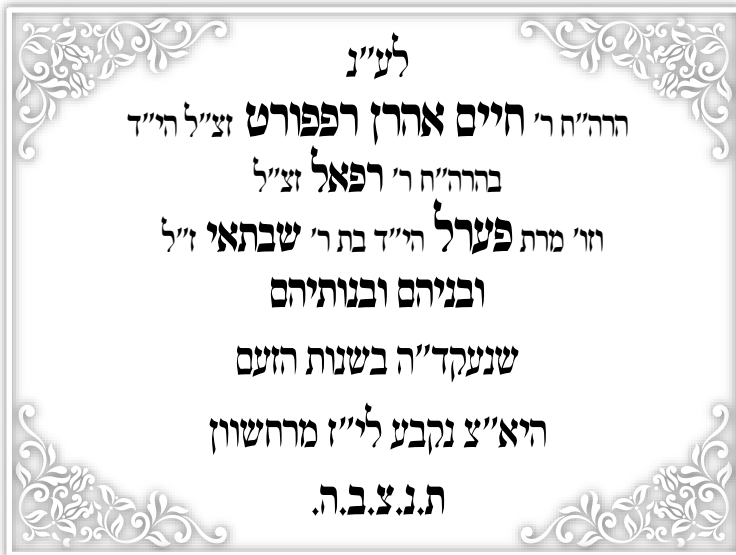 לע״נ
הרה״ח ר׳ חיים אהרן רפפורט זצ״ל הי״ד
בהרה״ח ר׳ רפאל זצ״ל
וזו׳ מרת פערל הי״ד בת ר׳ שבתאי ז״ל
ובניהם ובנותיהם
שנעקד״ה בשנות הזעם
היא״צ נקבע לי״ז מרחשוון
ת.נ.צ.ב.ה.